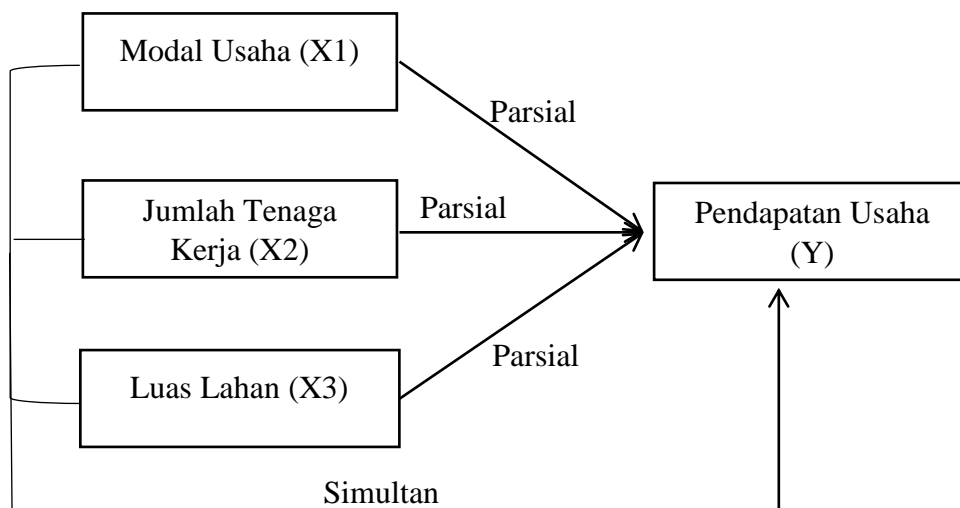 Modal Usaha (X1)
Parsial
Jumlah Tenaga
Kerja (X2)
Parsial
Pendapatan Usaha
(Y)
Luas Lahan (X3)
Parsial
Simultan